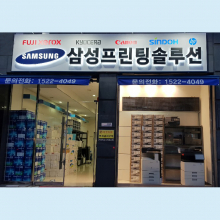 FUJI XEROX KYOCERA Canon SINDOH hp
SAMSUNG 삼성프린팅솔루션
문의전화: 1522-4049 문의전화: 1522-4049